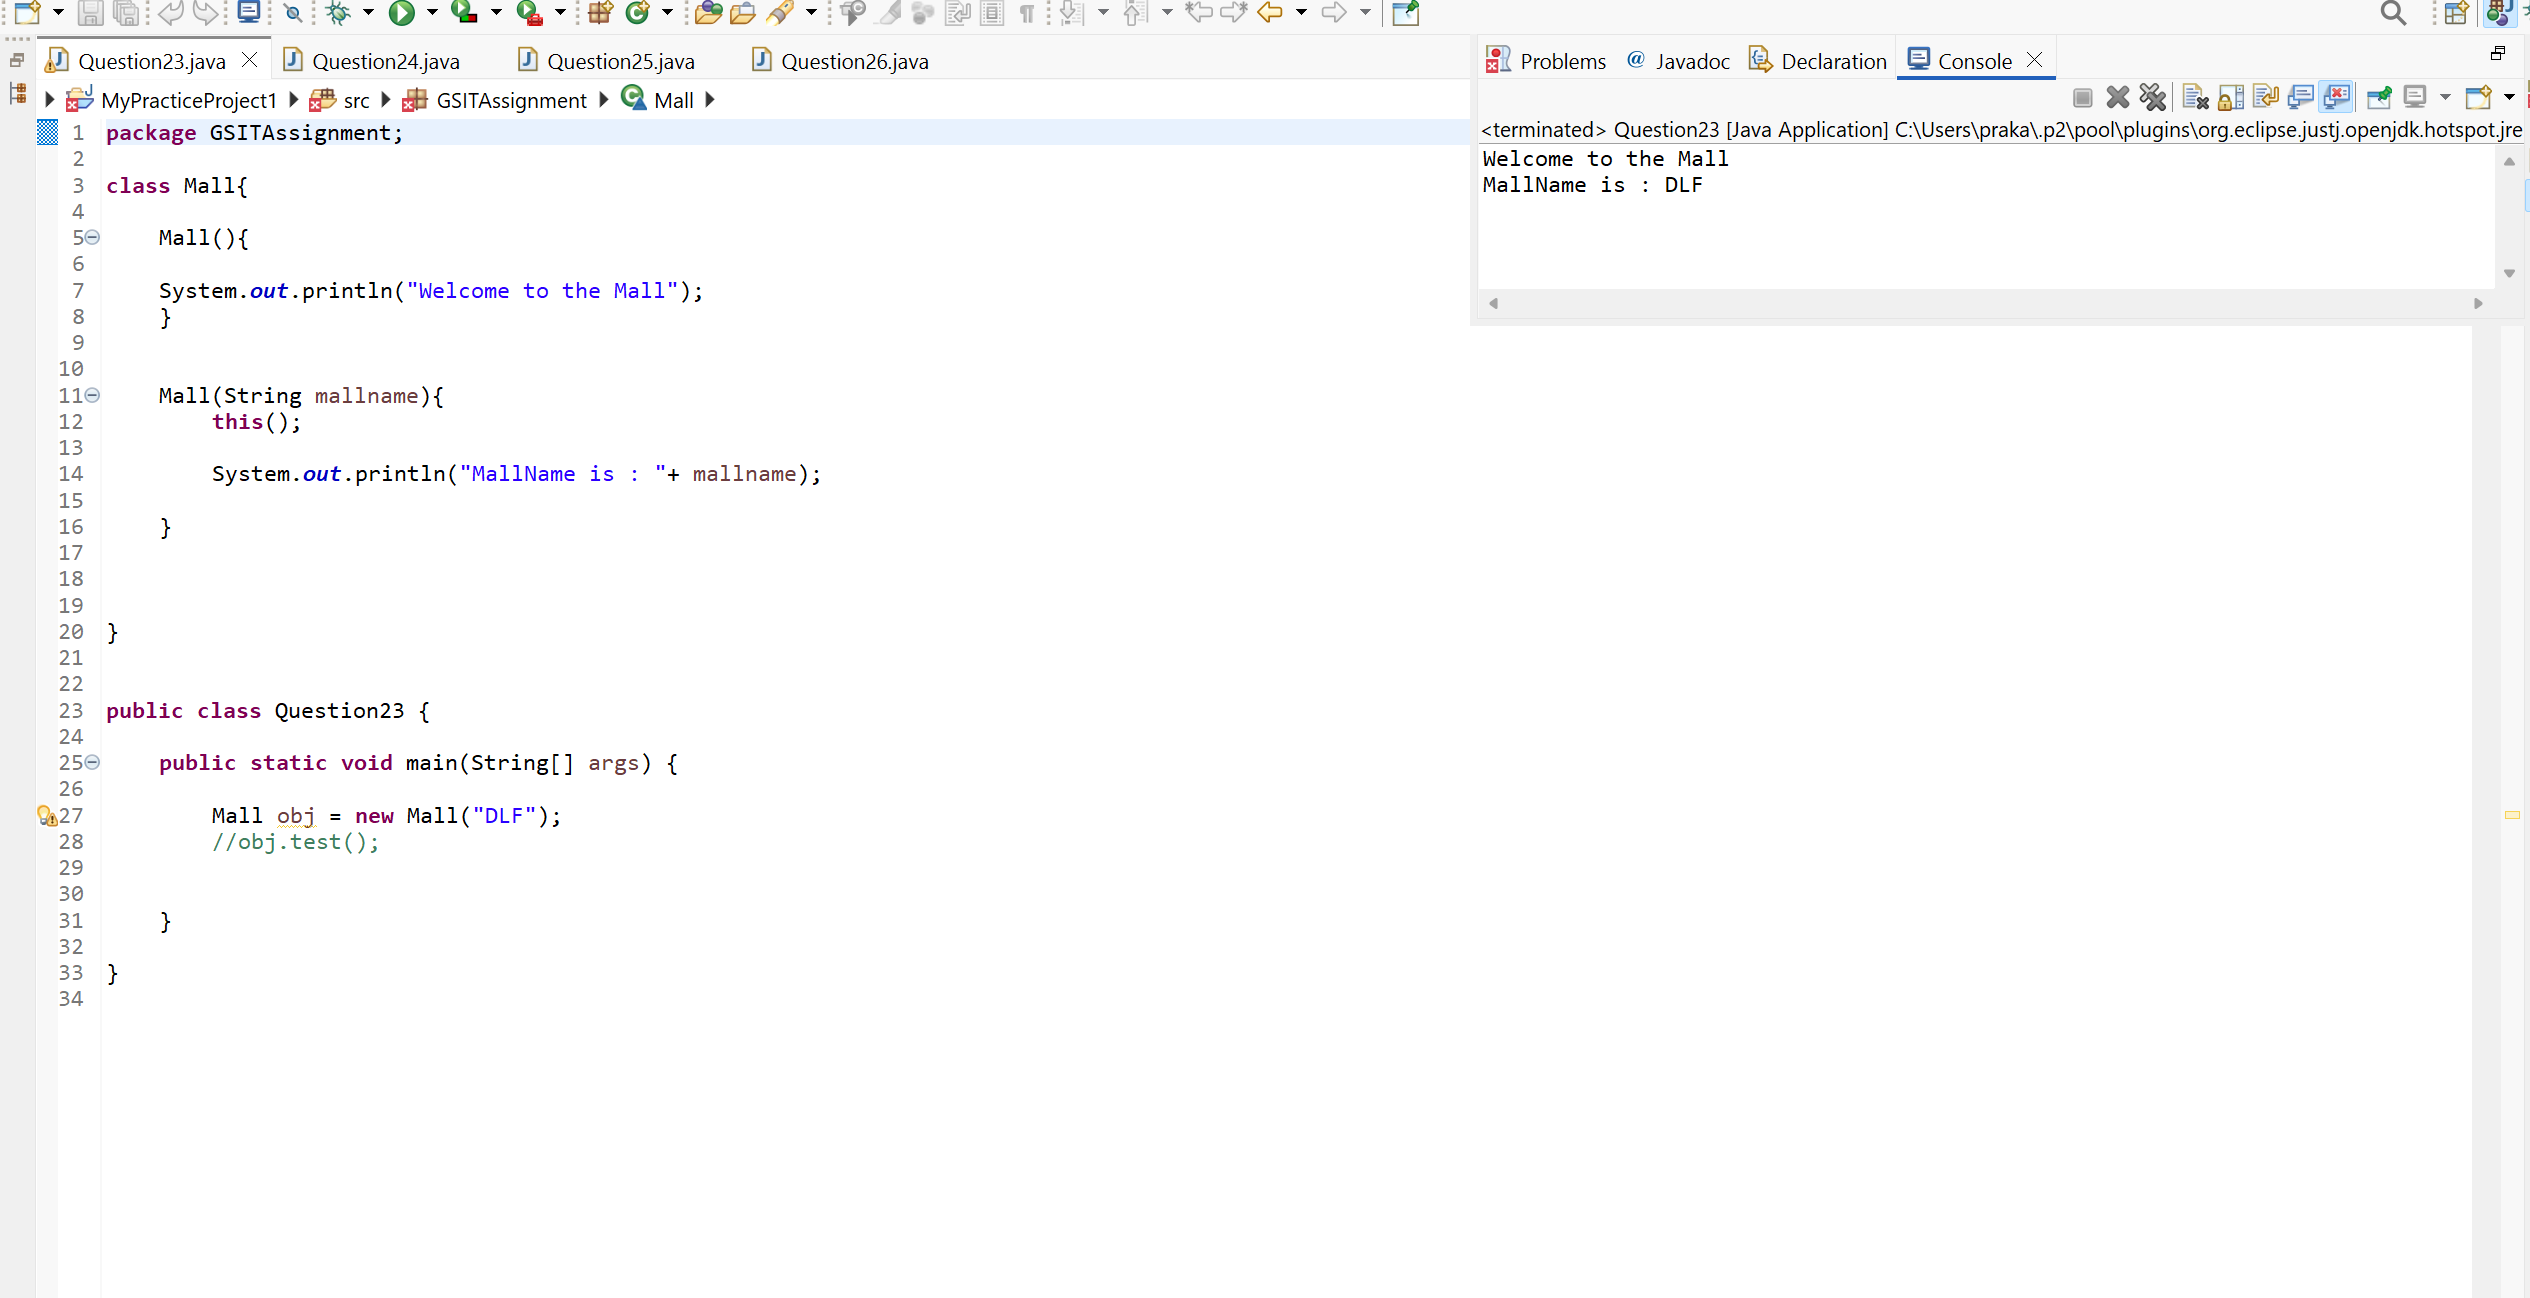 Question23.java
Question24.java
Question25.java
Question26.java
MyPracticeProject1
src
GSITAssignment
Mall
1 package GSITAssignment;
2
3 class Mall{
4
5 Mall(){
6
7 System.out.println("Welcome to the Mall");
8 }
9
10
11 Mall(String mallname){
12 this();
13
14 System.out.println("MallName is : "+ mallname);
15
16 }
17
18
19
20 }
21
22
23 public class Question23 {
24
25 public static void main(String[] args) {
26
27 Mall obj = new Mall("DLF");
28 //obj.test();
29
30
31 }
32
33 }
34
Problems
@ Javadoc
Declaration
Console
<terminated> Question23 [Java Application] C:\Users\praka\.p2\pool\plugins\org.eclipse.justj.openjdk.hotspot.jre
Welcome to the Mall
MallName is : DLF